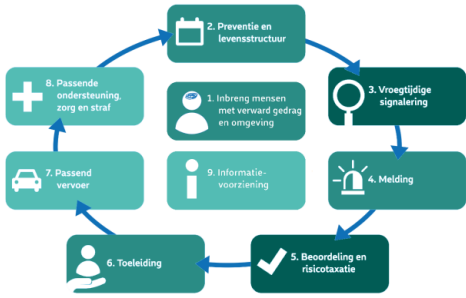 2. Preventie en
levensstructuur
8. Passende
ondersteuning,
zorg en straf
1. Inbreng mensen
met verward gedrag
en omgeving
3. Vroegtijdige
signalering
7. Passend
vervoer
9. Informatie-
voorziening
4. Melding
6. Toeleiding
5. Beoordeling en
risicotaxatie